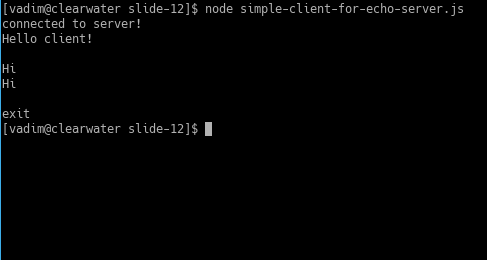 [vadim@clearwater slide-12]$ node simple-client-for-echo-server.js
connected to server!
Hello client!
Hi
Hi
exit
[vadim@clearwater slide-12]$